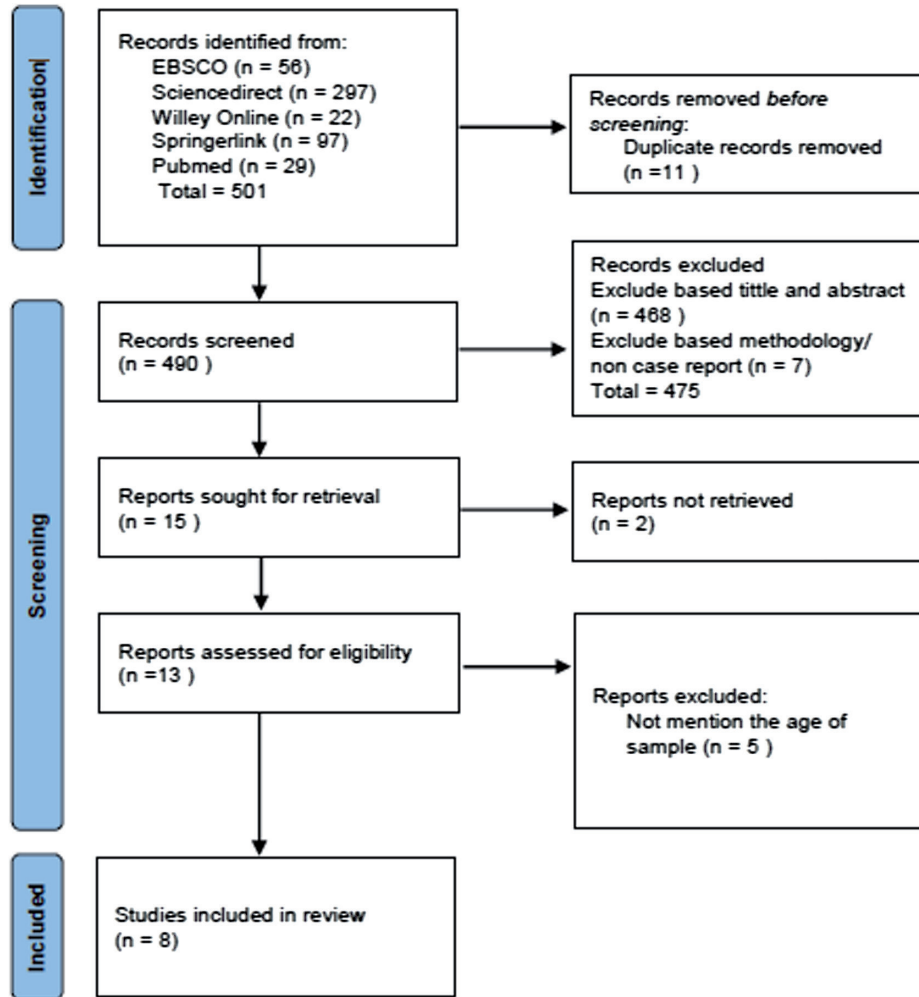 Identification
Records identified from:
EBSCO (n = 56)
Sciencedirect (n = 297)
Willey Online (n = 22)
Springerlink (n = 97)
Pubmed (n = 29)
Total = 501
Records removed before
screening:
Duplicate records removed
(n =11 )
Screening
Records screened
(n = 490 )
Records excluded
Exclude based tittle and abstract
(n = 468 )
Exclude based methodology/
non case report (n = 7)
Total = 475
Reports sought for retrieval
(n = 15 )
Reports not retrieved
(n = 2)
Reports assessed for eligibility
(n =13 )
Reports excluded:
Not mention the age of
sample (n = 5 )
Included
Studies included in review
(n = 8)